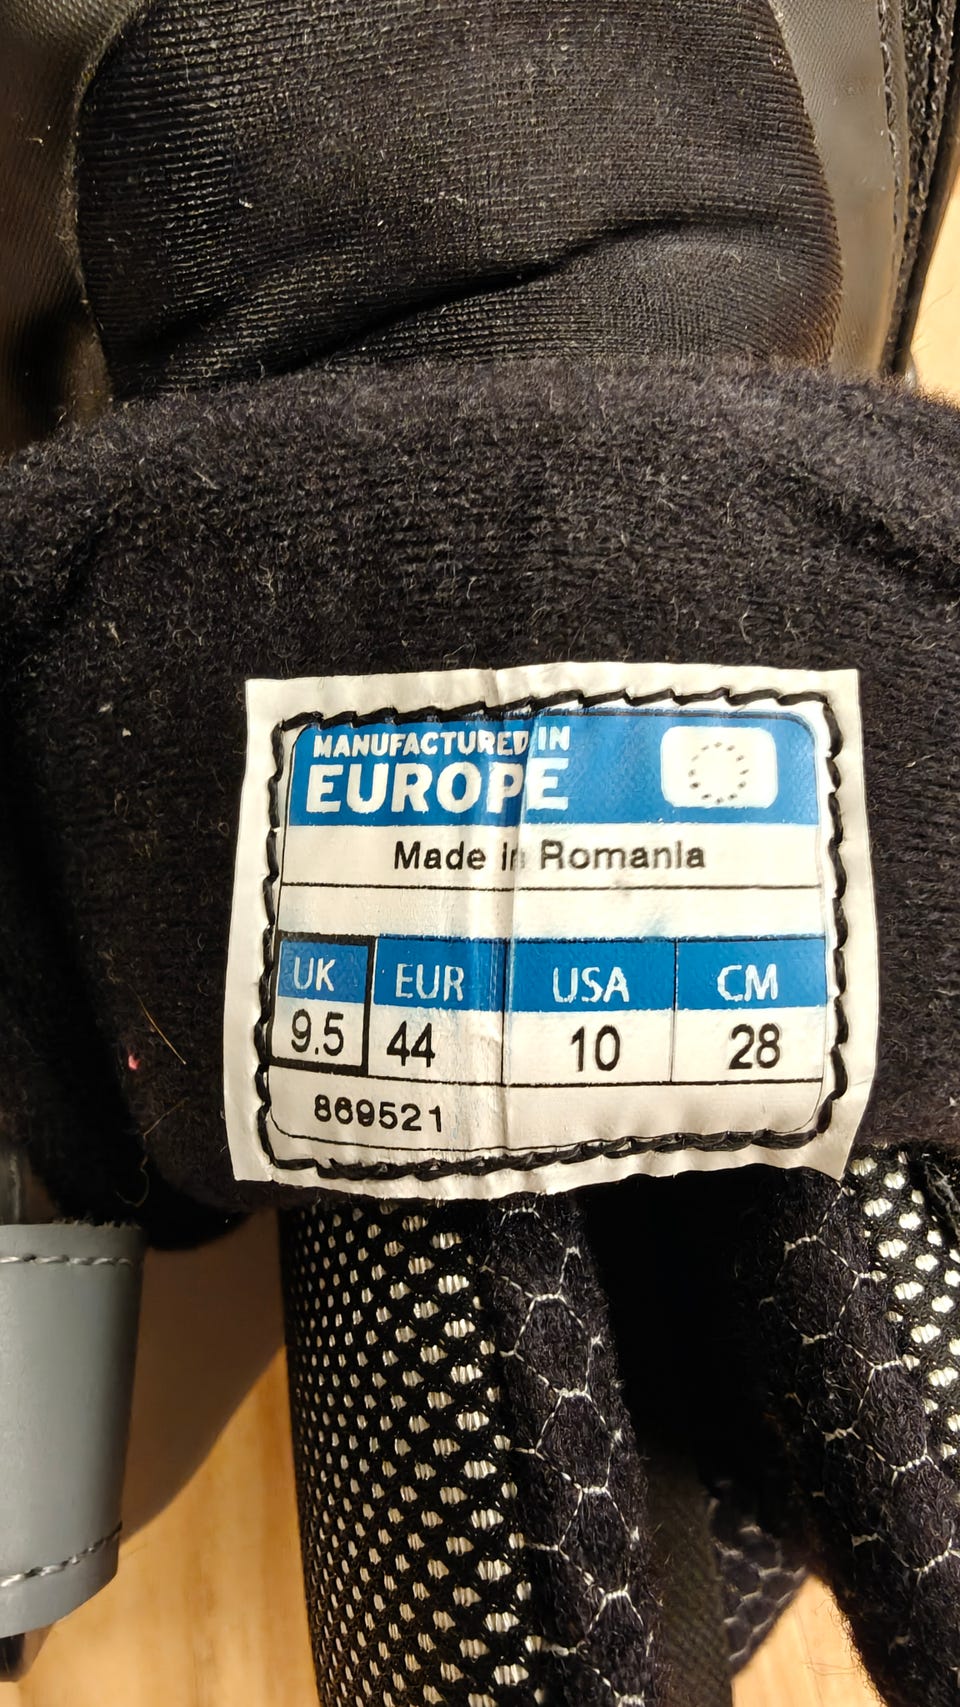 MANUFACTURED IN
EUROPE
Made in Romania
UK EUR USA CM
9.5 44 10 28
869521